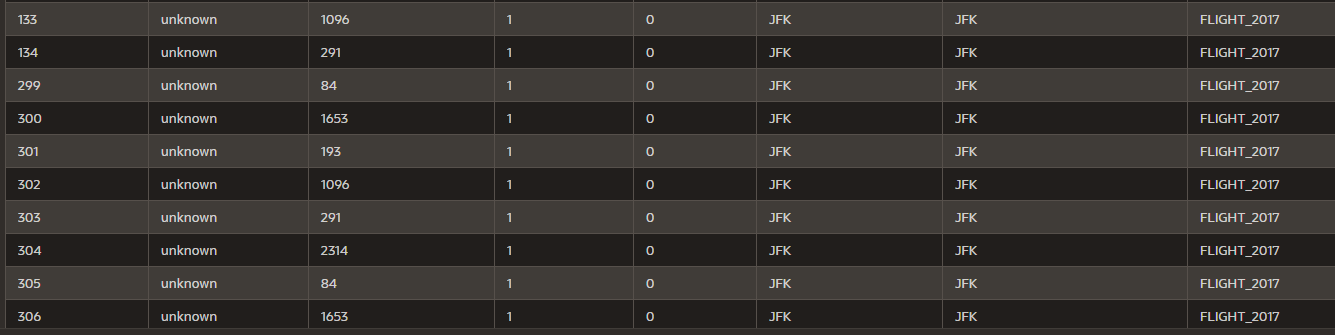 133 unknown 1096 1 0 JFK JFK FLIGHT_2017
134 unknown 291 1 0 JFK JFK FLIGHT_2017
299 unknown 84 1 0 JFK JFK FLIGHT_2017
300 unknown 1653 1 0 JFK JFK FLIGHT_2017
301 unknown 193 1 0 JFK JFK FLIGHT_2017
302 unknown 1096 1 0 JFK JFK FLIGHT_2017
303 unknown 291 1 0 JFK JFK FLIGHT_2017
304 unknown 2314 1 0 JFK JFK FLIGHT_2017
305 unknown 84 1 0 JFK JFK FLIGHT_2017
306 unknown 1653 1 0 JFK JFK FLIGHT_2017